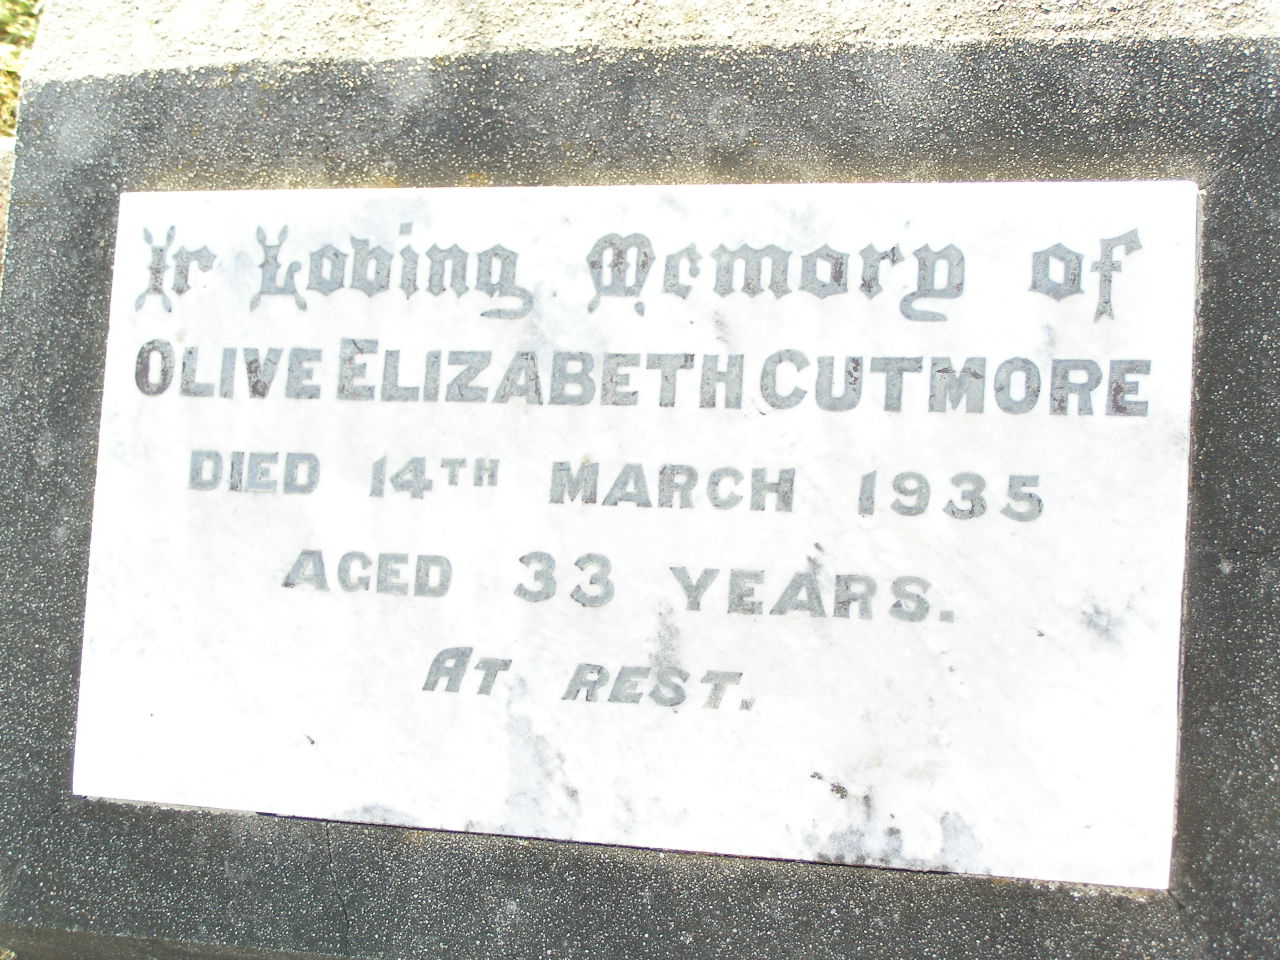 In Loving Memory of
OLIVE ELIZABETH CUTMORE
DIED 14TH MARCH 1935
AGED 33 YEARS.
AT REST.